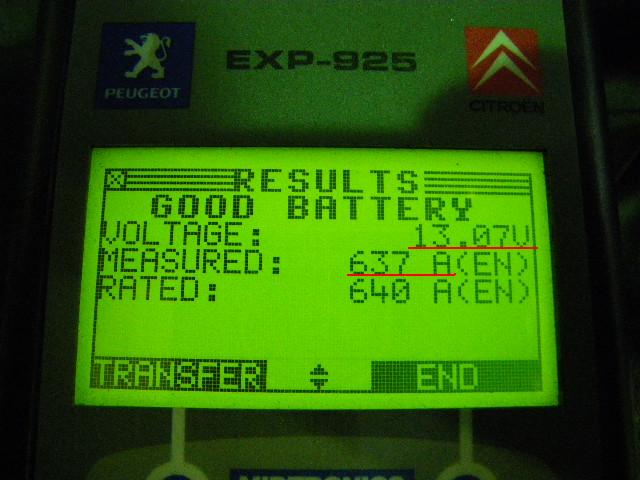 EXP-925
PEUGEOT
CITROËN
RESULTS
GOOD BATTERY
VOLTAGE: 13.07V
MEASURED: 637 A(EN)
RATED: 640 A(EN)
TRANSFER END